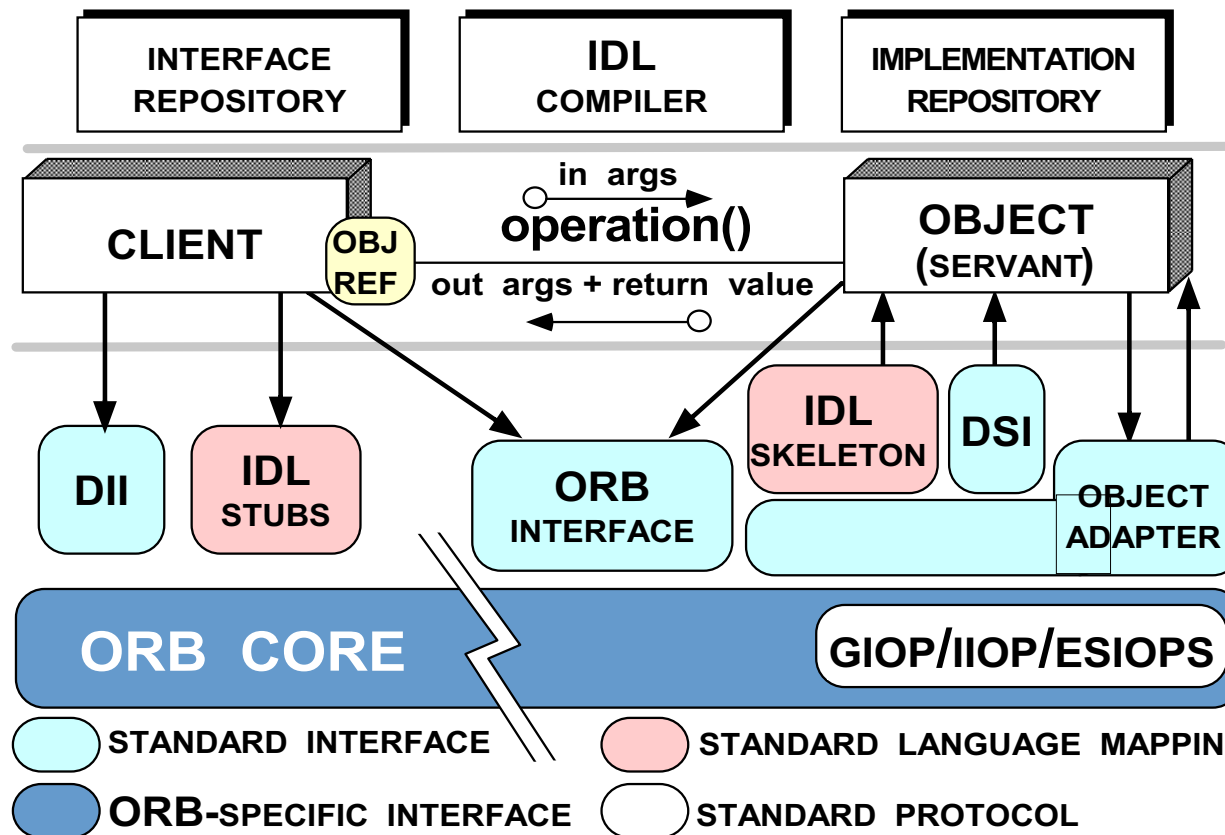 INTERFACE
REPOSITORY
IDL
COMPILER
IMPLEMENTATION
REPOSITORY
in args
operation()
out args + return value
CLIENT
OBJ
REF
OBJECT
(SERVANT)
DII
IDL
STUBS
ORB
INTERFACE
IDL
SKELETON
DSI
OBJECT
ADAPTER
ORB CORE
GIOP/IIOP/ESIOPS
STANDARD INTERFACE
STANDARD LANGUAGE MAPPIN
ORB-SPECIFIC INTERFACE
STANDARD PROTOCOL